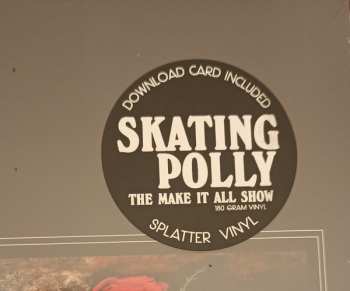 DOWNLOAD CARD INCLUDED
SKATING
POLLY
THE MAKE IT ALL SHOW
180 GRAM VINYL
SPLATTER VINYL